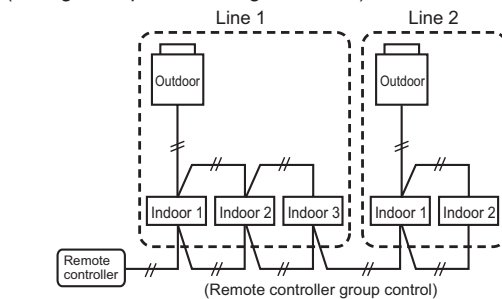 Line 1
Line 2
Outdoor
Outdoor
Indoor 1
Indoor 2
Indoor 3
Indoor 1
Indoor 2
Remote
controller
(Remote controller group control)